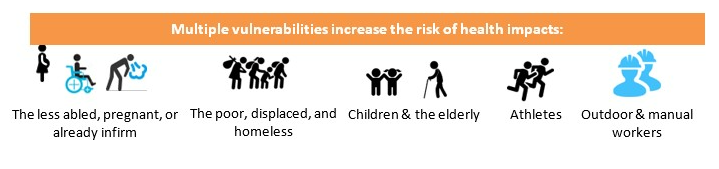 Multiple vulnerabilities increase the risk of health impacts:
The less abled, pregnant, or
already infirm
The poor, displaced, and
homeless
Children & the elderly
Athletes
Outdoor & manual
workers